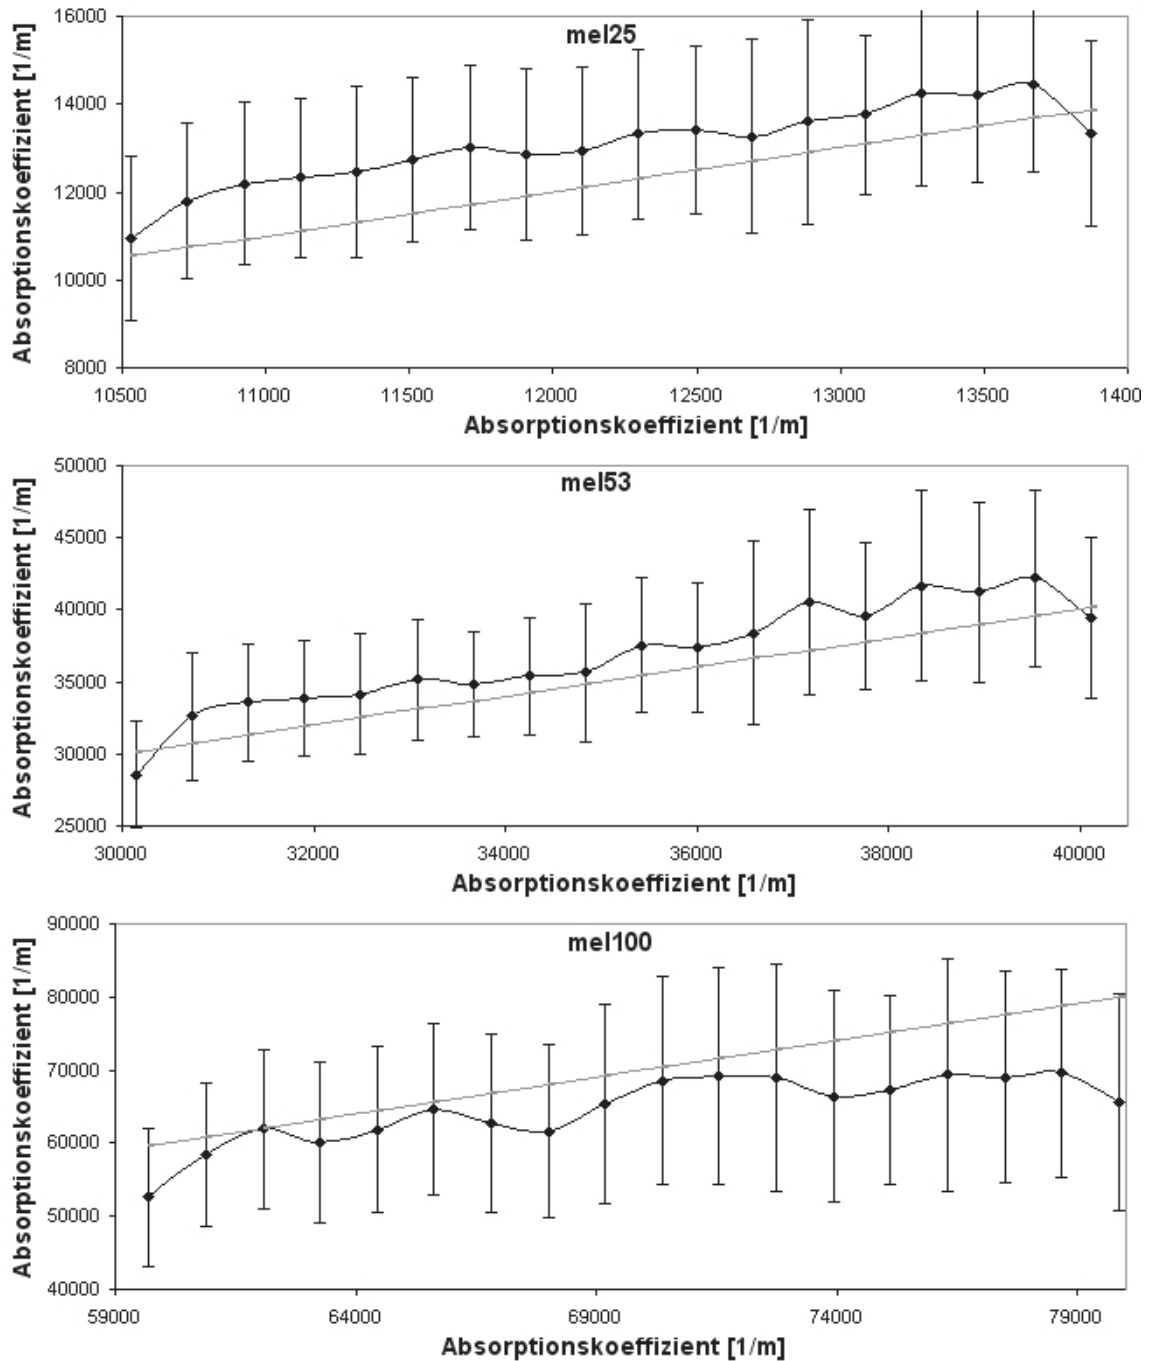 mel25
Absorptionskoeffizient [1/m]
16000
14000
12000
10000
8000
10500 11000 11500 12000 12500 13000 13500 1400
Absorptionskoeffizient [1/m]
mel53
Absorptionskoeffizient [1/m]
50000
45000
40000
35000
30000
25000
30000 32000 34000 36000 38000 40000
Absorptionskoeffizient [1/m]
mel100
Absorptionskoeffizient [1/m]
90000
80000
70000
60000
50000
40000
59000 64000 69000 74000 79000
Absorptionskoeffizient [1/m]